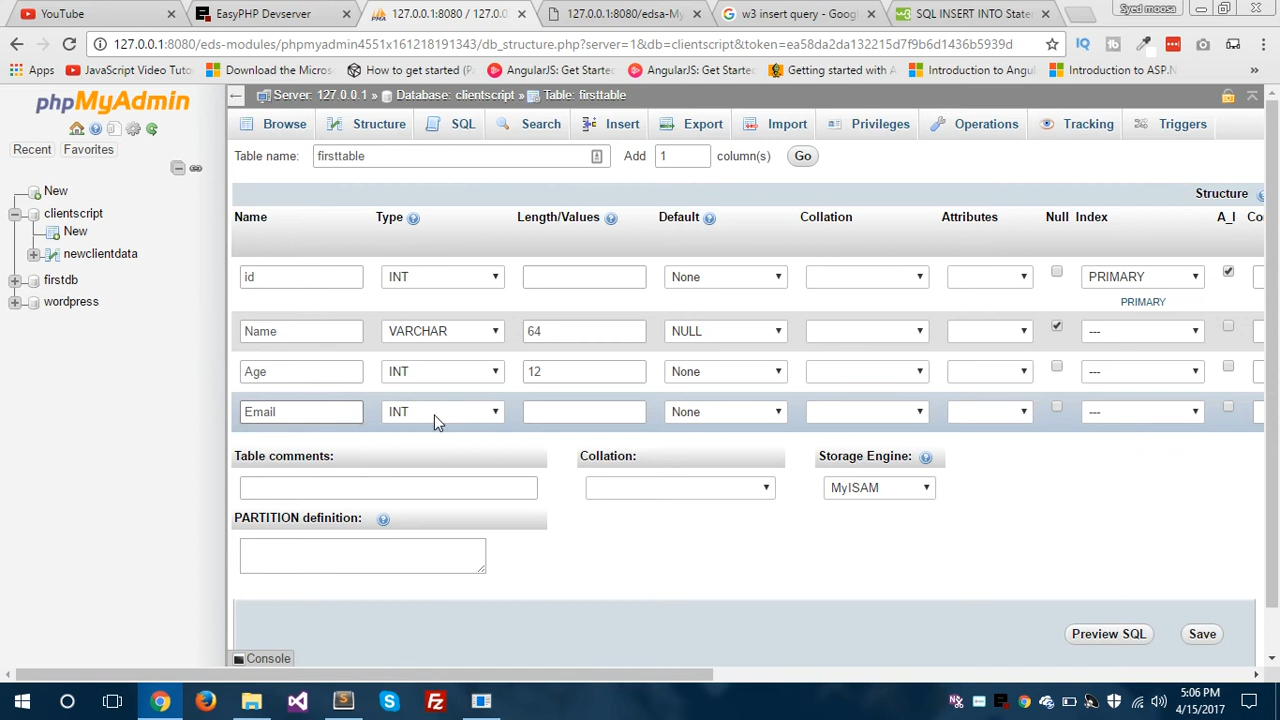 YouTube
EasyPHP Devserver
127.0.0.1:8080 / 127.0.0
127.0.0.1:8080/edsa-My
w3 insert query - Goog
SQL INSERT INTO State
Syed moosa
127.0.0.1:8080/eds-modules/phpmyadmin4551x161218191343/db_structure.php?server=1&db=clientscript&token=ea58da2da132215d7f9b6d1436b5939d
Apps
JavaScript Video Tuto
Download the Micros
How to get started (P
AngularJS: Get Starte
AngularJS: Get Starte
Getting started with A
Introduction to Angu
Introduction to ASP.N
phpMyAdmin
Recent
Favorites
New
clientscript
New
newclientdata
firstdb
wordpress
Server: 127.0.0.1 » Database: clientscript » Table: firsttable
Browse
Structure
SQL
Search
Insert
Export
Import
Privileges
Operations
Tracking
Triggers
Table name: firsttable Add 1 column(s) Go
Structure
Name Type Length/Values Default Collation Attributes Null Index A_I Co
id INT None PRIMARY
PRIMARY
Name VARCHAR 64 NULL ---
Age INT 12 None ---
Email INT None ---
Table comments: Collation: Storage Engine:
MyISAM
PARTITION definition:
Preview SQL Save
Console
5:06 PM
4/15/2017